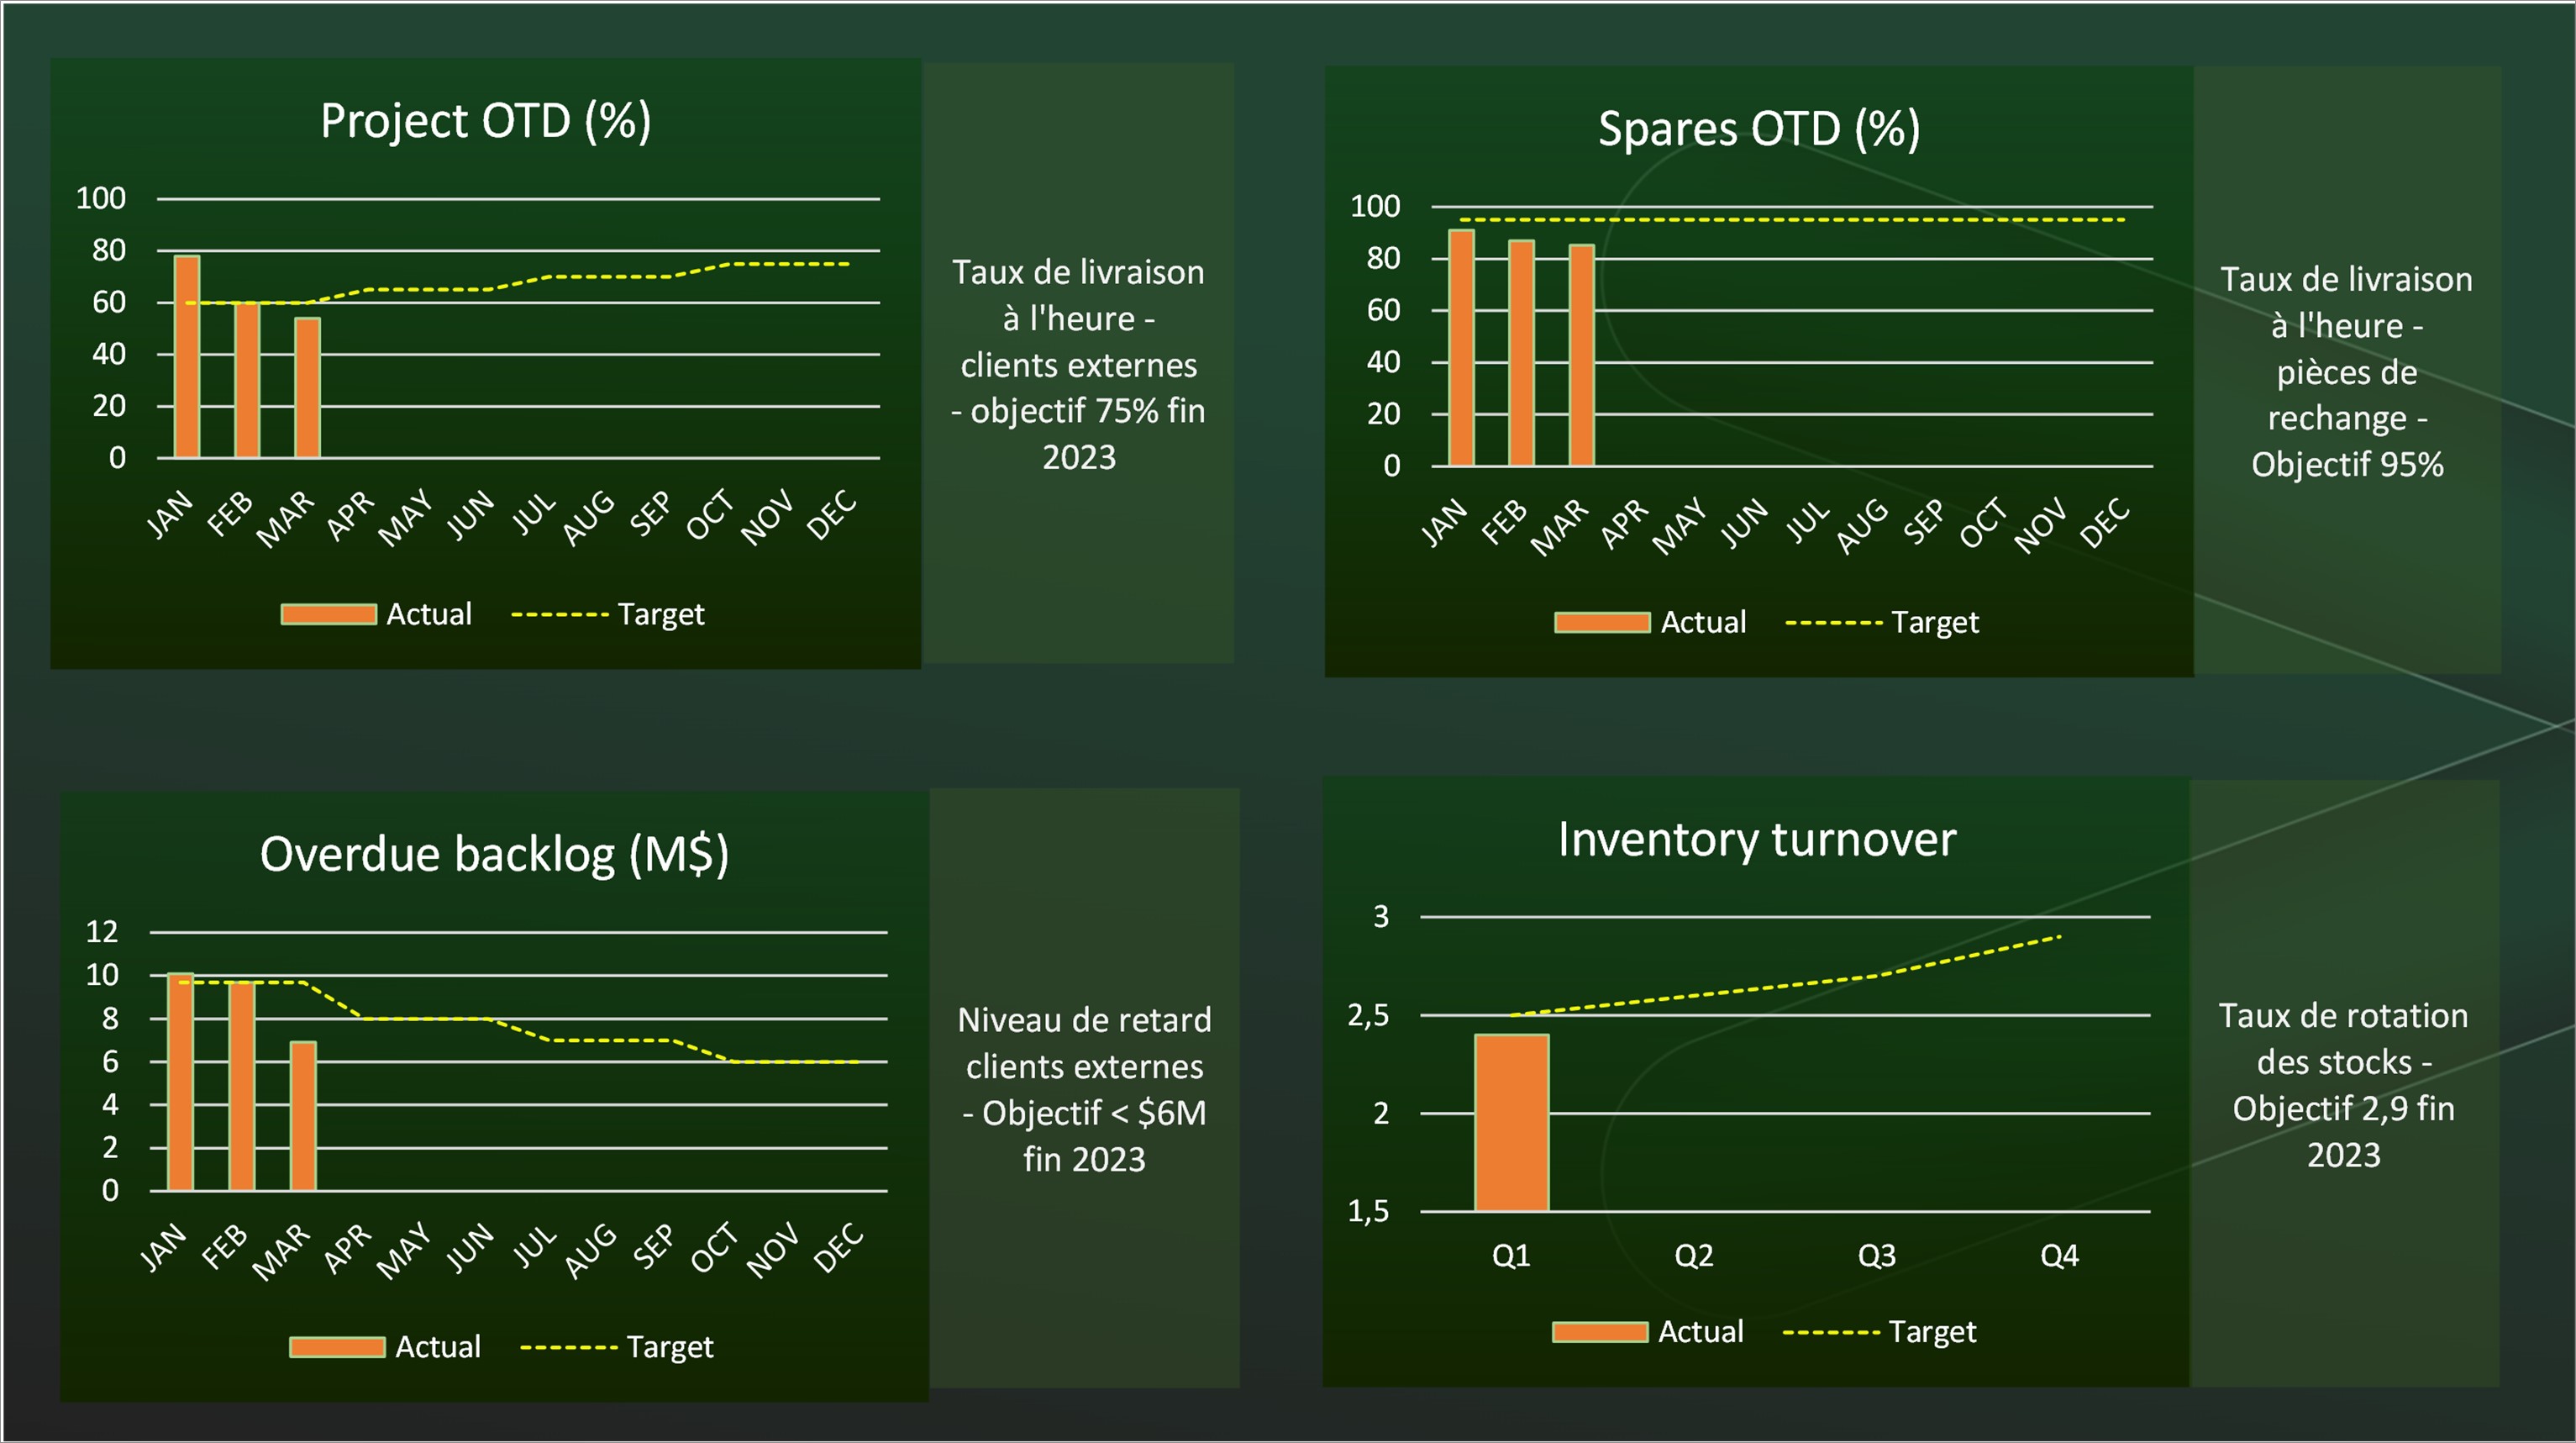 Project OTD (%)
100
80
60
40
20
0
JAN FEB MAR APR MAY JUN JUL AUG SEP OCT NOV DEC
Actual Target
Taux de livraison
à l'heure -
clients externes
- objectif 75% fin
2023
Spares OTD (%)
100
80
60
40
20
0
JAN FEB MAR APR MAY JUN JUL AUG SEP OCT NOV DEC
Actual Target
Taux de livraison
à l'heure -
pièces de
rechange -
Objectif 95%
Overdue backlog (M$)
12
10
8
6
4
2
0
JAN FEB MAR APR MAY JUN JUL AUG SEP OCT NOV DEC
Actual Target
Niveau de retard
clients externes
- Objectif < $6M
fin 2023
Inventory turnover
3
2,5
2
1,5
Q1 Q2 Q3 Q4
Actual Target
Taux de rotation
des stocks -
Objectif 2,9 fin
2023